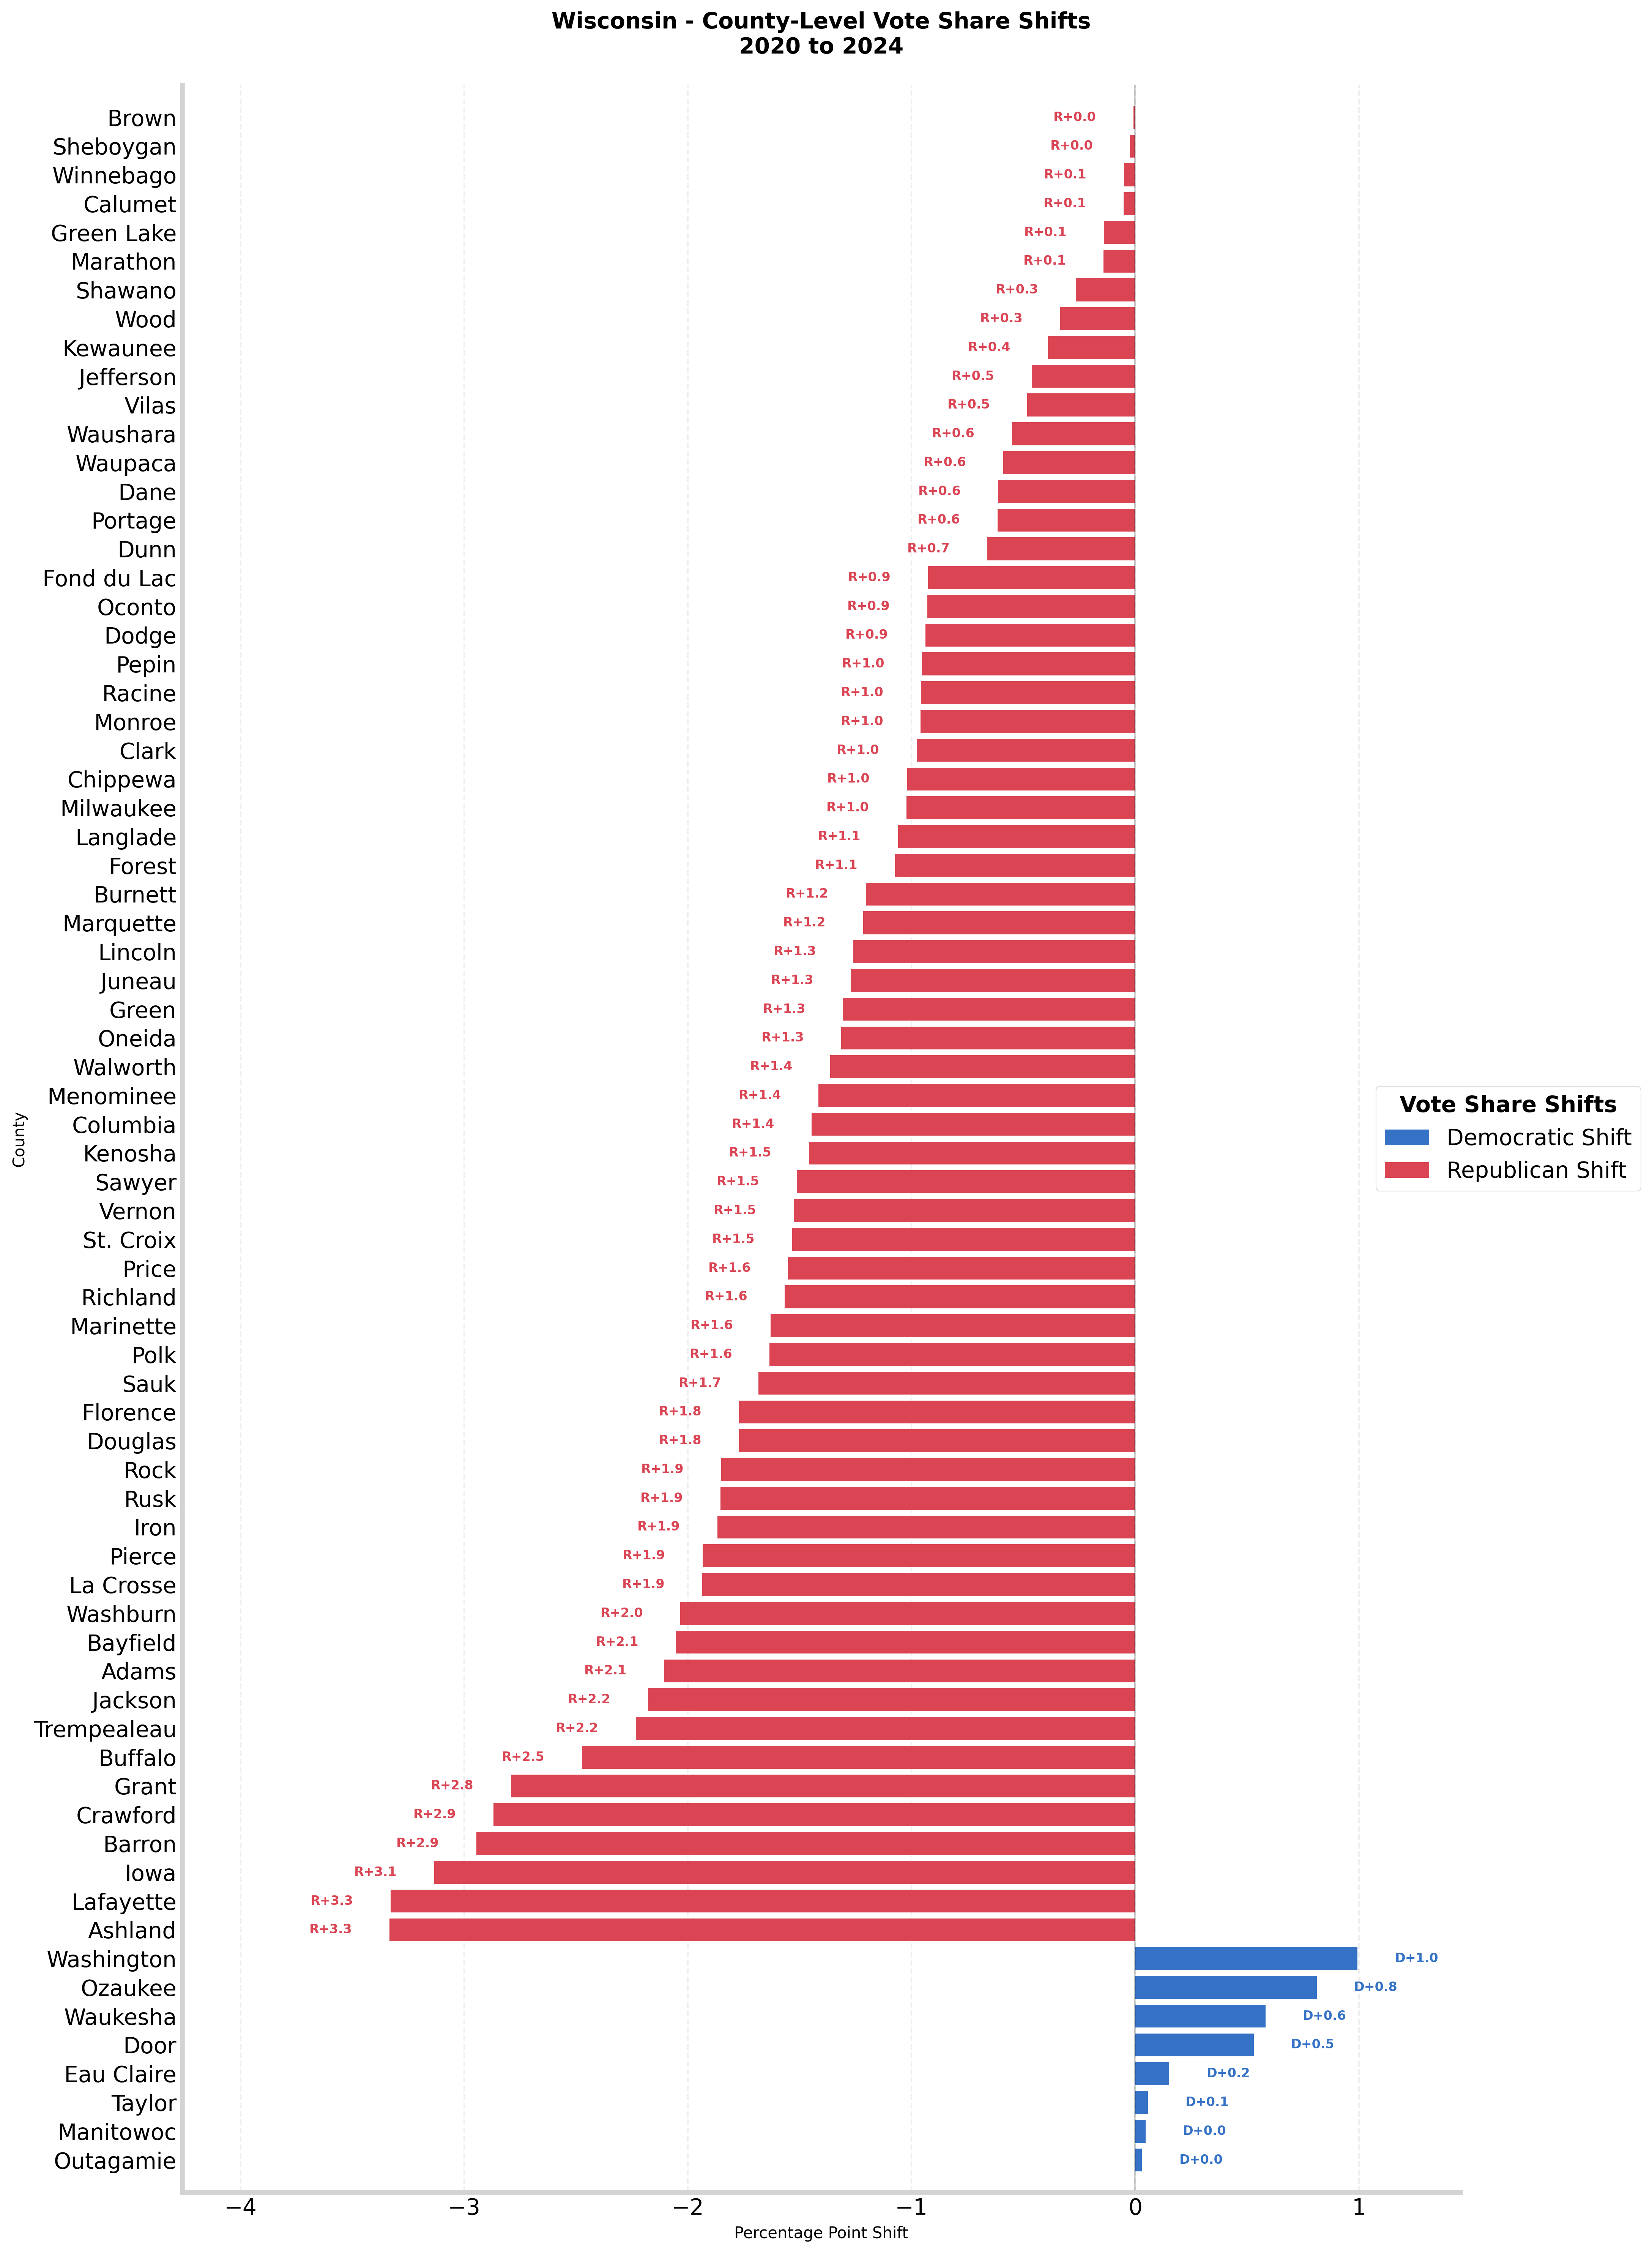 Wisconsin - County-Level Vote Share Shifts
2020 to 2024
Brown R+0.0
Sheboygan R+0.0
Winnebago R+0.1
Calumet R+0.1
Green Lake R+0.1
Marathon R+0.1
Shawano R+0.3
Wood R+0.3
Kewaunee R+0.4
Jefferson R+0.5
Vilas R+0.5
Waushara R+0.6
Waupaca R+0.6
Dane R+0.6
Portage R+0.6
Dunn R+0.7
Fond du Lac R+0.9
Oconto R+0.9
Dodge R+0.9
Pepin R+1.0
Racine R+1.0
Monroe R+1.0
Clark R+1.0
Chippewa R+1.0
Milwaukee R+1.0
Langlade R+1.1
Forest R+1.1
Burnett R+1.2
Marquette R+1.2
Lincoln R+1.3
Juneau R+1.3
Green R+1.3
Oneida R+1.3
Walworth R+1.4
Menominee R+1.4
Columbia R+1.4
Kenosha R+1.5
Sawyer R+1.5
Vernon R+1.5
St. Croix R+1.5
Price R+1.6
Richland R+1.6
Marinette R+1.6
Polk R+1.6
Sauk R+1.7
Florence R+1.8
Douglas R+1.8
Rock R+1.9
Rusk R+1.9
Iron R+1.9
Pierce R+1.9
La Crosse R+1.9
Washburn R+2.0
Bayfield R+2.1
Adams R+2.1
Jackson R+2.2
Trempealeau R+2.2
Buffalo R+2.5
Grant R+2.8
Crawford R+2.9
Barron R+2.9
Iowa R+3.1
Lafayette R+3.3
Ashland R+3.3
Washington D+1.0
Ozaukee D+0.8
Waukesha D+0.6
Door D+0.5
Eau Claire D+0.2
Taylor D+0.1
Manitowoc D+0.0
Outagamie D+0.0
County
−4 −3 −2 −1 0 1
Percentage Point Shift
Vote Share Shifts
Democratic Shift
Republican Shift